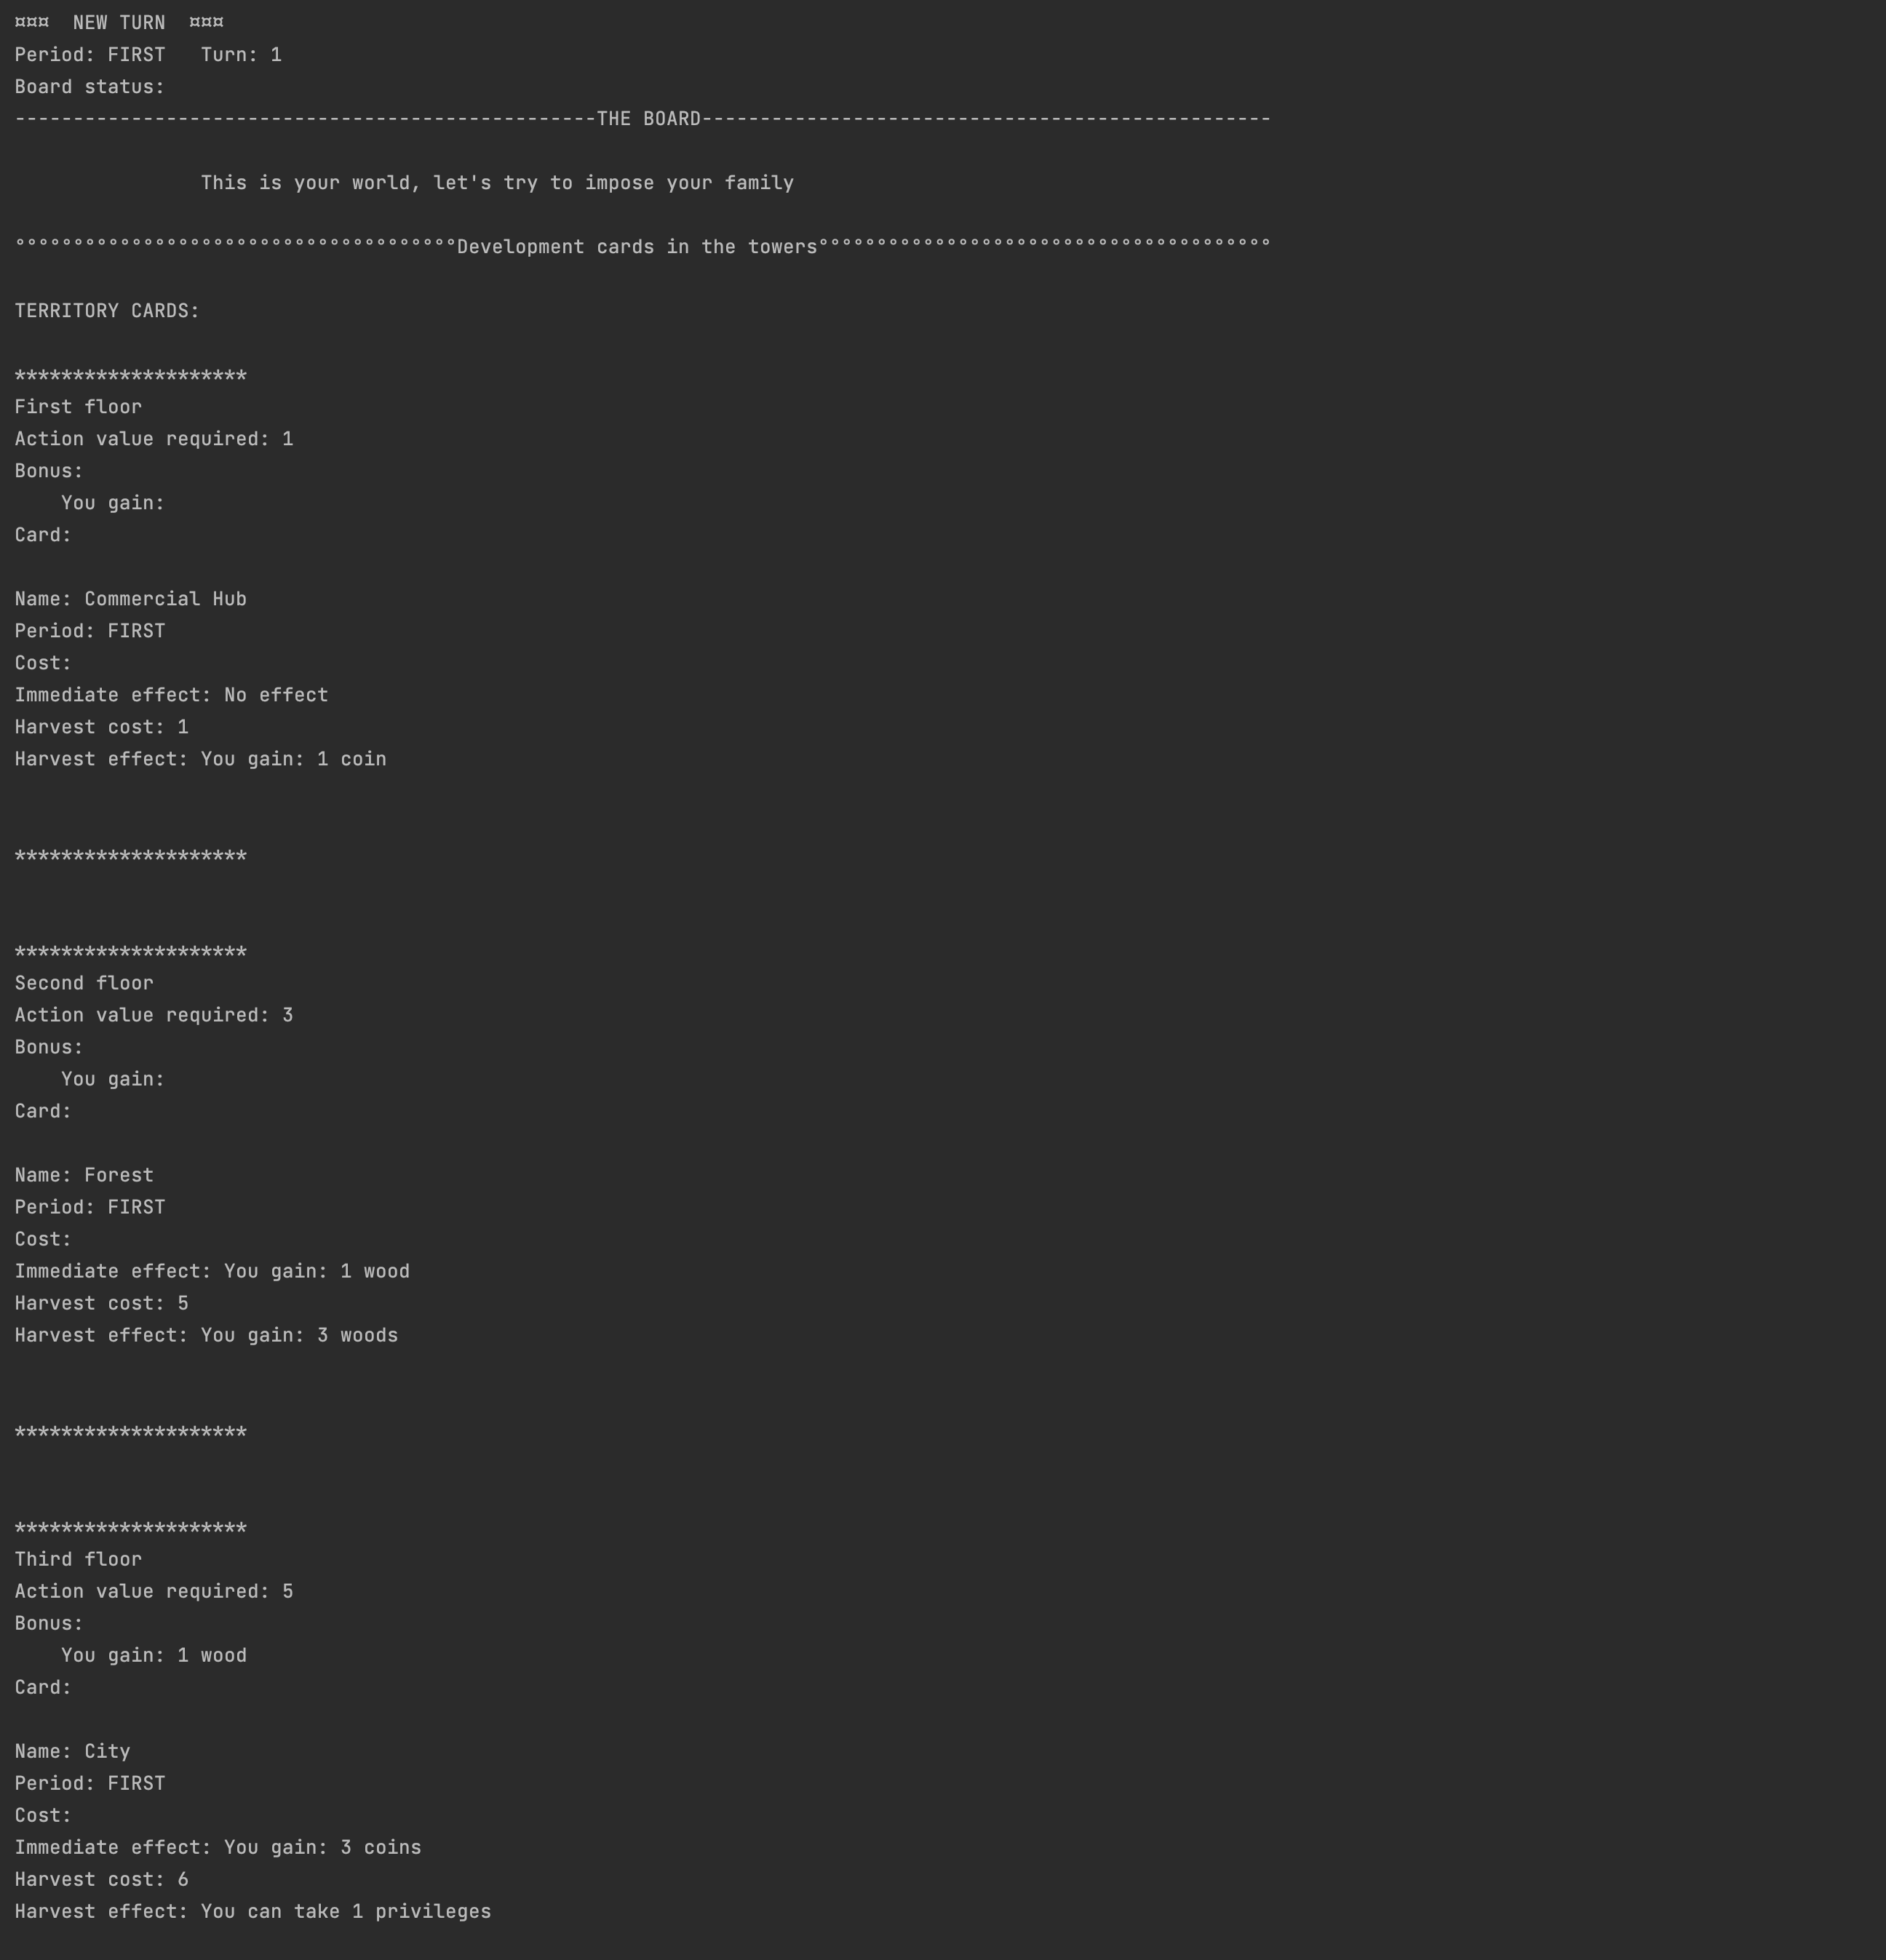 ¤¤¤  NEW TURN  ¤¤¤
Period: FIRST   Turn: 1
Board status:
--------------------------------------------------THE BOARD-------------------------------------------------
This is your world, let's try to impose your family
°°°°°°°°°°°°°°°°°°°°°°°°°°°°°°°°°°°°°°Development cards in the towers°°°°°°°°°°°°°°°°°°°°°°°°°°°°°°°°°°°°°°°
TERRITORY CARDS:
********************
First floor
Action value required: 1
Bonus:
    You gain:
Card:
Name: Commercial Hub
Period: FIRST
Cost:
Immediate effect: No effect
Harvest cost: 1
Harvest effect: You gain: 1 coin
********************
********************
Second floor
Action value required: 3
Bonus:
    You gain:
Card:
Name: Forest
Period: FIRST
Cost:
Immediate effect: You gain: 1 wood
Harvest cost: 5
Harvest effect: You gain: 3 woods
********************
********************
Third floor
Action value required: 5
Bonus:
    You gain: 1 wood
Card:
Name: City
Period: FIRST
Cost:
Immediate effect: You gain: 3 coins
Harvest cost: 6
Harvest effect: You can take 1 privileges